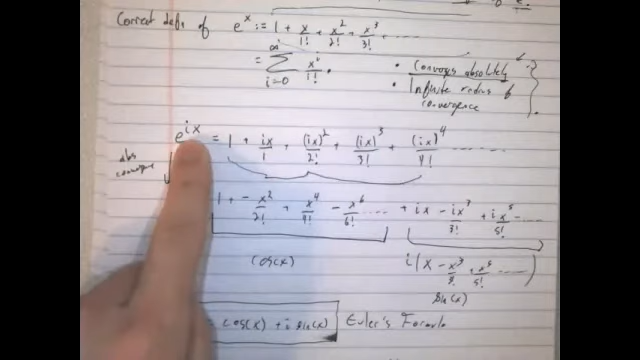 Correct defn of e^x := 1 + x/1! + x^2/2! + x^3/3! + .....
= ∑_{i=0}^{∞} x^i/i!.
• Converges absolutely
• Infinite radius of convergence
e^{ix} = 1 + ix/1 + (ix)^2/2! + (ix)^3/3! + (ix)^4/4! ......
abs converge
1 + -x^2/2! + x^4/4! - x^6/6! ..... + ix - ix^3/3! + ix^5/5! - .....
cos(x) i(x - x^3/3! + x^5/5! ......)
sin(x)
cos(x) + i sin(x) Euler's Formula